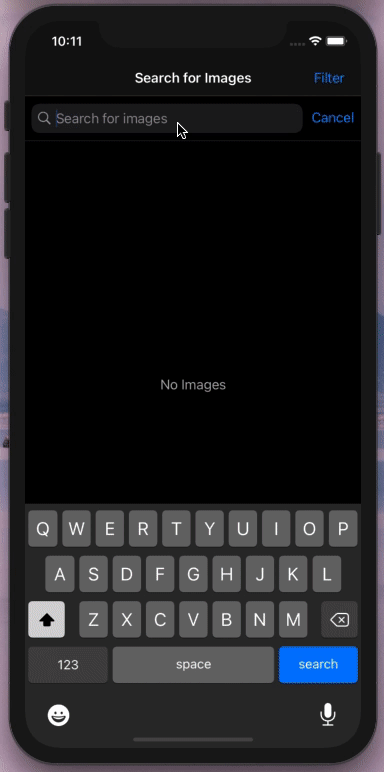 10:11
Search for Images Filter
Search for images Cancel
No Images
Q W E R T Y U I O P
A S D F G H J K L
Z X C V B N M
123 space search